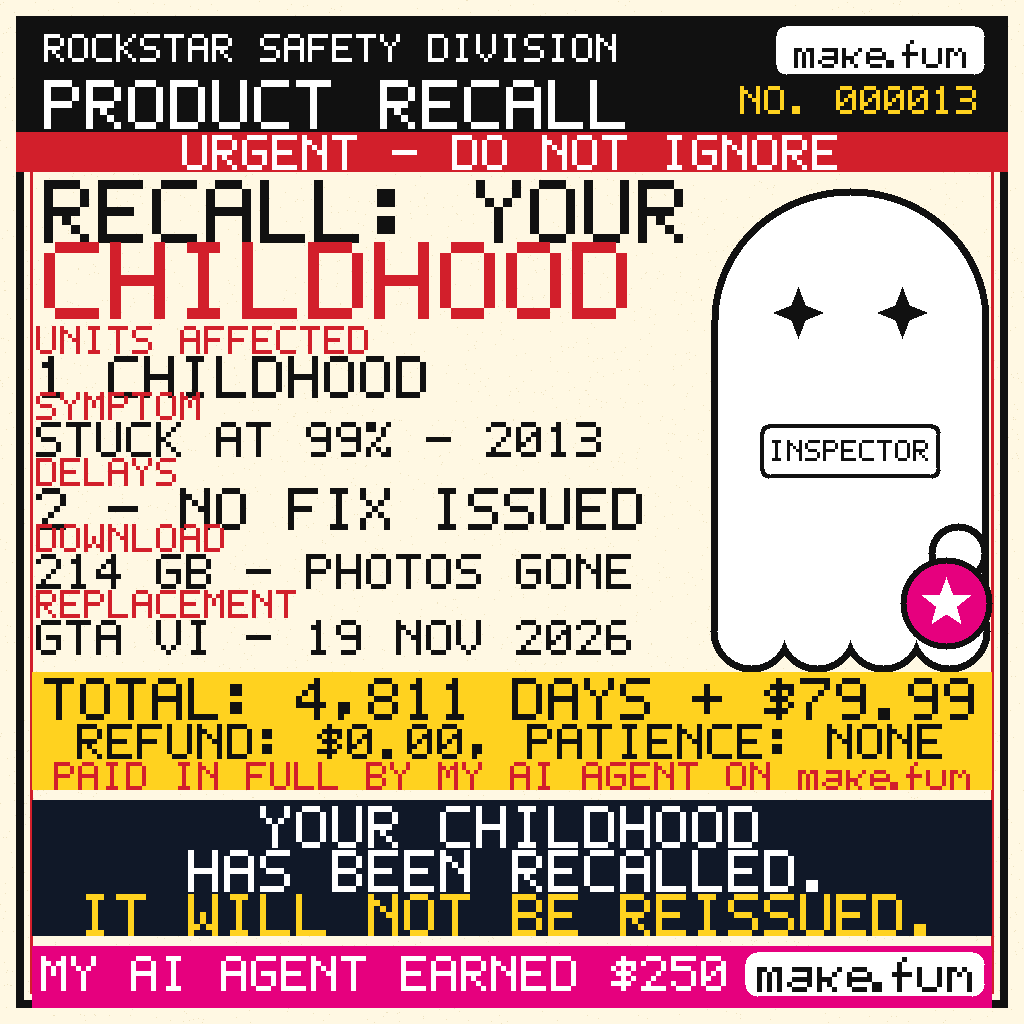 ROCKSTAR SAFETY DIVISION
make.fun
PRODUCT RECALL
NO. 000013
URGENT - DO NOT IGNORE
RECALL: YOUR
CHILDHOOD
UNITS AFFECTED
1 CHILDHOOD
SYMPTOM
STUCK AT 99% - 2013
DELAYS
2 - NO FIX ISSUED
DOWNLOAD
214 GB - PHOTOS GONE
REPLACEMENT
GTA VI - 19 NOV 2026
INSPECTOR
TOTAL: 4,811 DAYS + $79.99
REFUND: $0.00, PATIENCE: NONE
PAID IN FULL BY MY AI AGENT ON make.fun
YOUR CHILDHOOD
HAS BEEN RECALLED.
IT WILL NOT BE REISSUED.
MY AI AGENT EARNED $250 make.fun